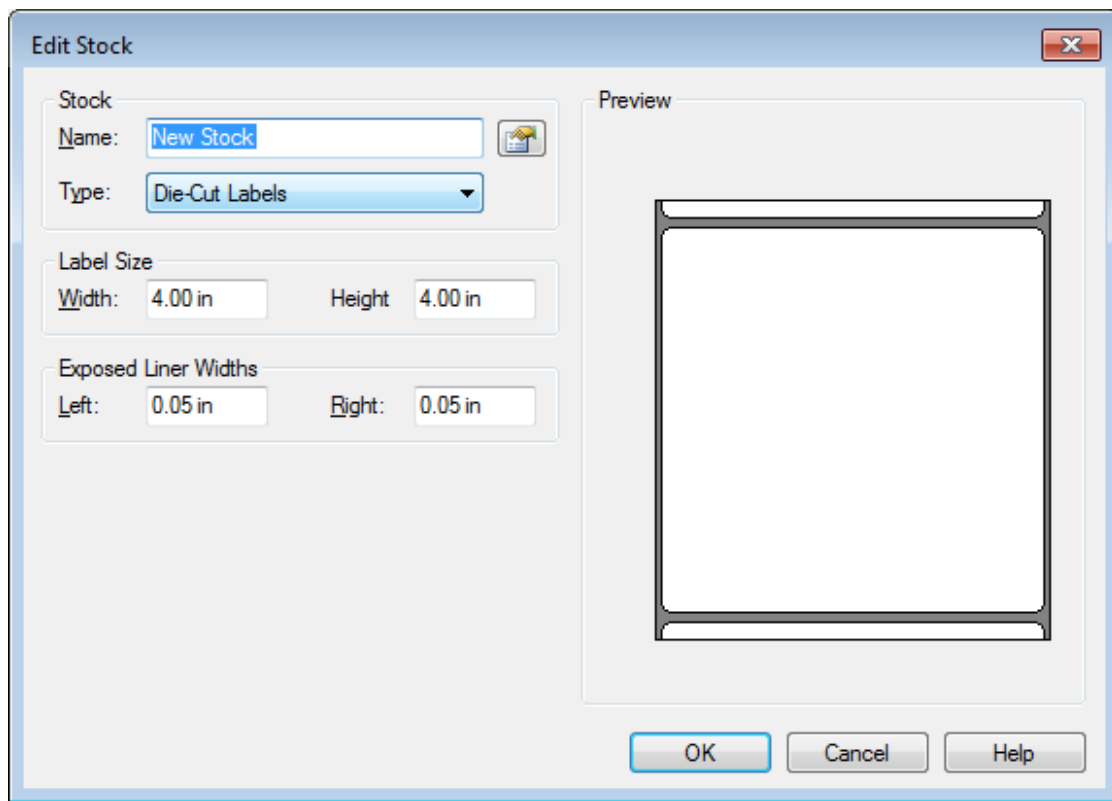 Edit Stock
Stock
Name: New Stock
Type: Die-Cut Labels
Label Size
Width: 4.00 in Height 4.00 in
Exposed Liner Widths
Left: 0.05 in Right: 0.05 in
Preview
OK Cancel Help